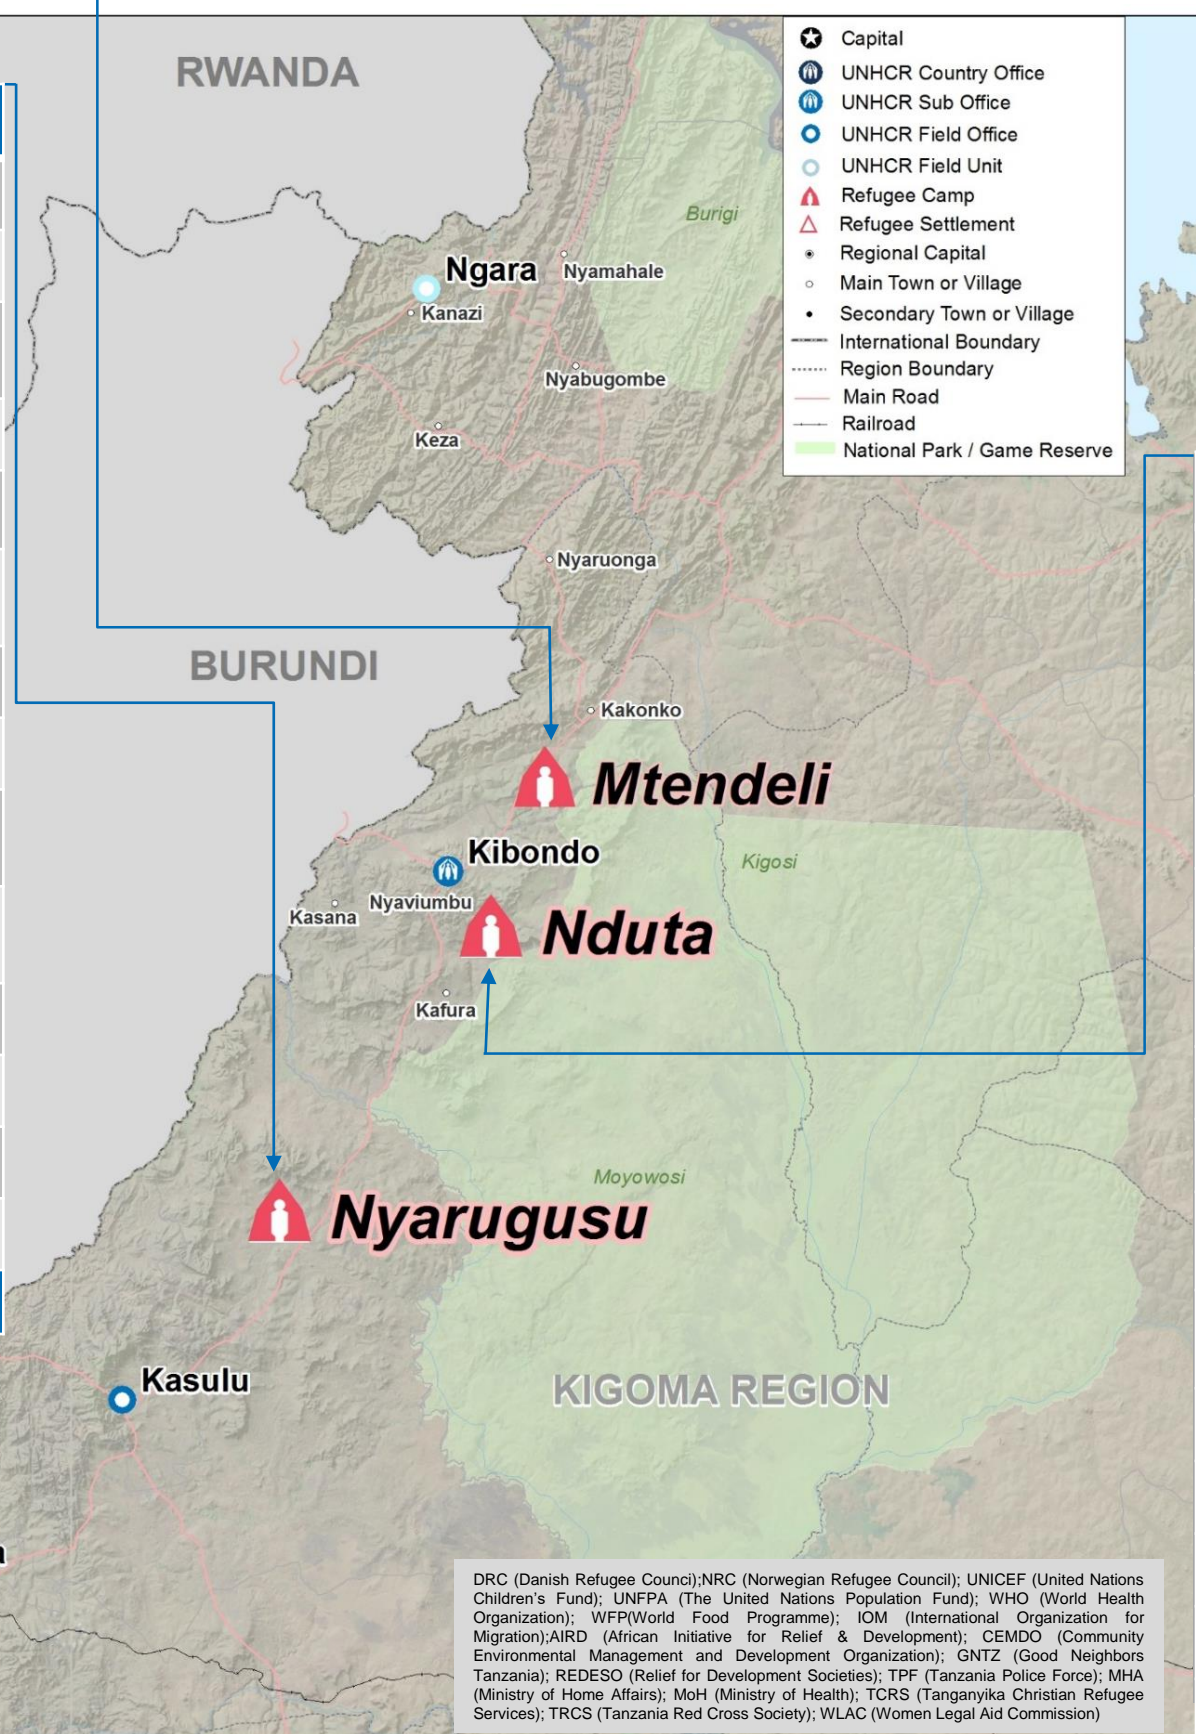 RWANDA
Capital
UNHCR Country Office
UNHCR Sub Office
UNHCR Field Office
UNHCR Field Unit
Refugee Camp
Refugee Settlement
Regional Capital
Main Town or Village
Secondary Town or Village
International Boundary
Region Boundary
Main Road
Railroad
National Park / Game Reserve
Burigi
Ngara
Nyamahale
Kanazi
Nyabugombe
Keza
Nyaruonga
BURUNDI
Kakonko
Mtendeli
Kibondo
Kigosi
Nyaviumbu
Kasana
Nduta
Kafura
Moyowosi
Nyarugusu
Kasulu
KIGOMA REGION
a
DRC (Danish Refugee Counci);NRC (Norwegian Refugee Council); UNICEF (United Nations
Children's Fund); UNFPA (The United Nations Population Fund); WHO (World Health
Organization); WFP(World Food Programme); IOM (International Organization for
Migration);AIRD (African Initiative for Relief & Development); CEMDO (Community
Environmental Management and Development Organization); GNTZ (Good Neighbors
Tanzania); REDESO (Relief for Development Societies); TPF (Tanzania Police Force); MHA
(Ministry of Home Affairs); MoH (Ministry of Health); TCRS (Tanganyika Christian Refugee
Services); TRCS (Tanzania Red Cross Society); WLAC (Women Legal Aid Commission)